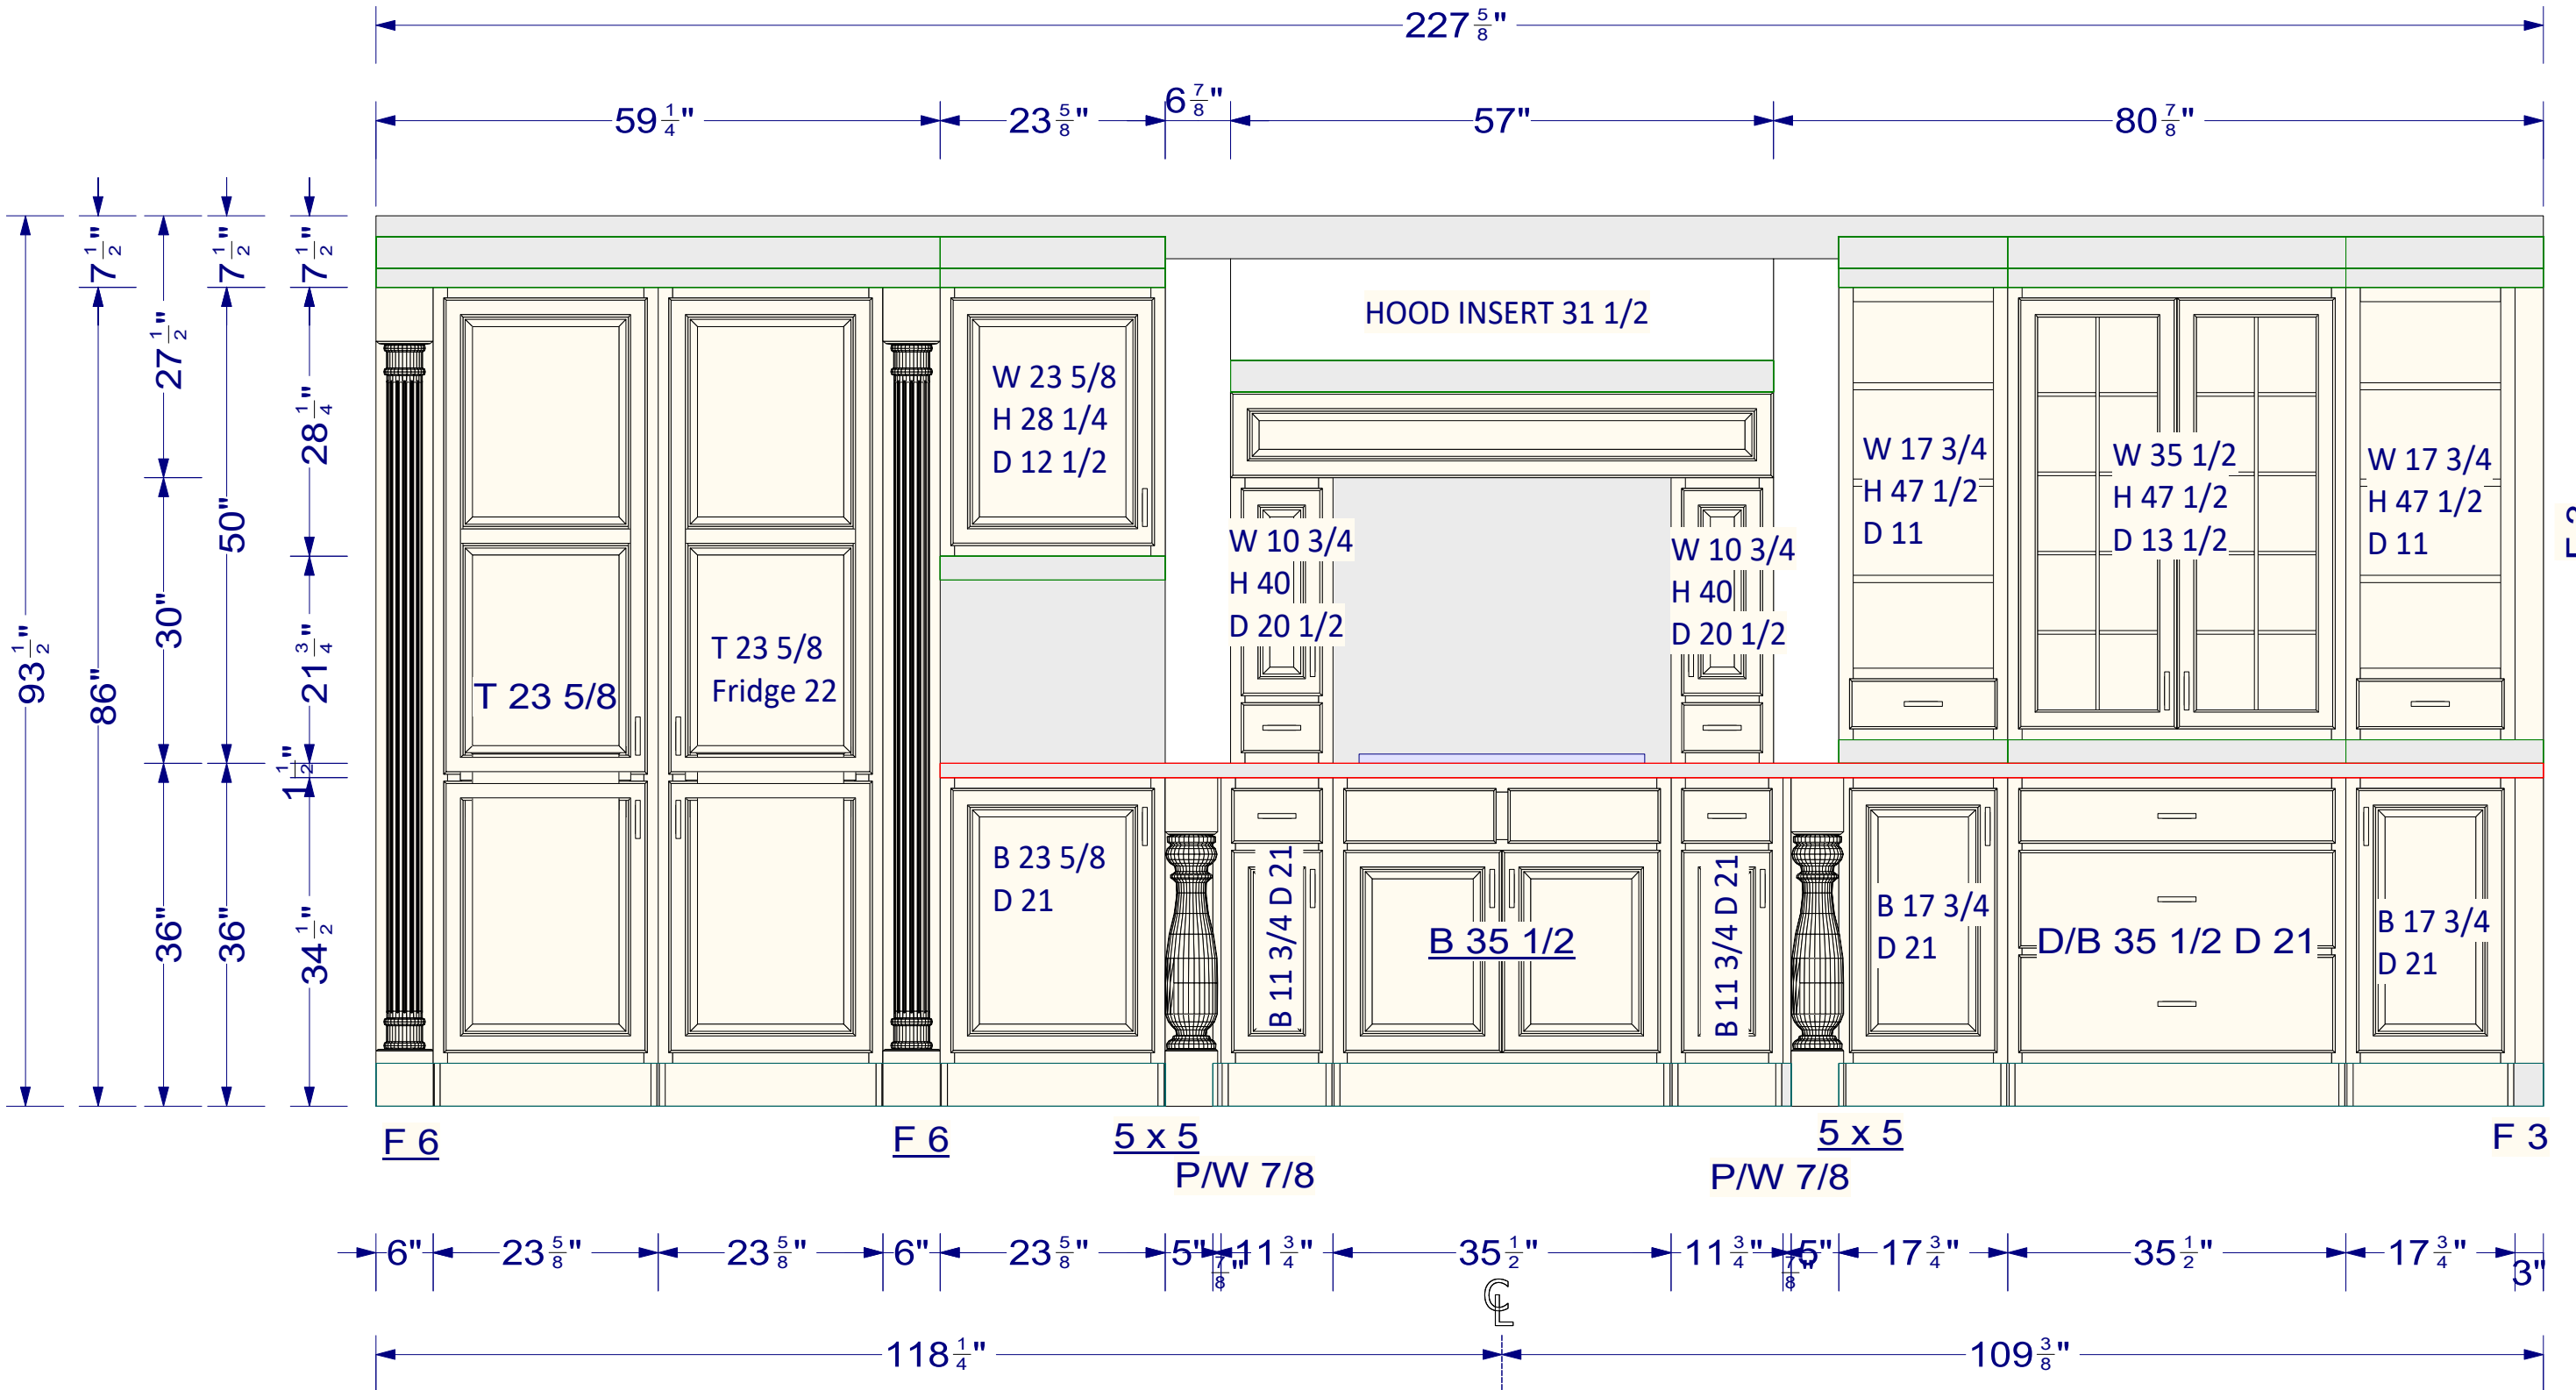 227 5/8"
59 1/4"
23 5/8"
6 7/8"
57"
80 7/8"
93 1/2"
7 1/2"
86"
27 1/2"
30"
36"
7 1/2"
50"
36"
7 1/2"
28 1/4"
21 3/4"
1 1/2"
34 1/2"
HOOD INSERT 31 1/2
W 23 5/8
H 28 1/4
D 12 1/2
T 23 5/8
T 23 5/8
Fridge 22
W 10 3/4
H 40
D 20 1/2
W 10 3/4
H 40
D 20 1/2
W 17 3/4
H 47 1/2
D 11
W 35 1/2
H 47 1/2
D 13 1/2
W 17 3/4
H 47 1/2
D 11
B 23 5/8
D 21
B 11 3/4 D 21
B 35 1/2
B 11 3/4 D 21
B 17 3/4
D 21
D/B 35 1/2 D 21
B 17 3/4
D 21
F 6
F 6
5 x 5
P/W 7/8
5 x 5
P/W 7/8
F 3
6"
23 5/8"
23 5/8"
6"
23 5/8"
5"
7/8"
11 3/4"
35 1/2"
11 3/4"
7/8"
5"
17 3/4"
35 1/2"
17 3/4"
3"
CL
118 1/4"
109 3/8"